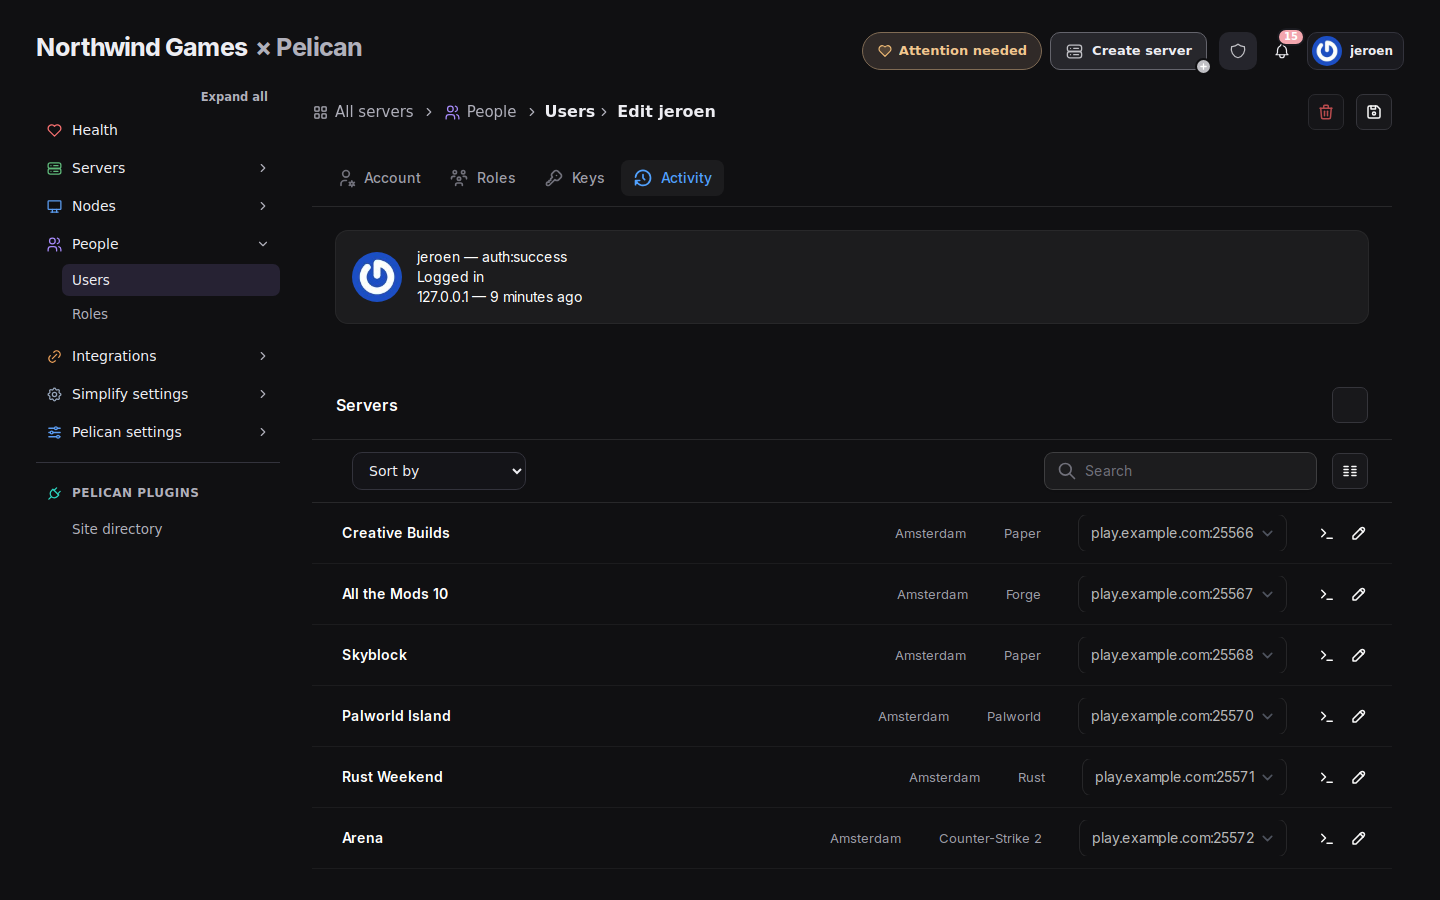 Northwind Games × Pelican
Attention needed
Create server
15
jeroen
Expand all
Health
Servers
Nodes
People
Users
Roles
Integrations
Simplify settings
Pelican settings
PELICAN PLUGINS
Site directory
All servers > People > Users > Edit jeroen
Account
Roles
Keys
Activity
jeroen — auth:success
Logged in
127.0.0.1 — 9 minutes ago
Servers
Sort by
Search
Creative Builds Amsterdam Paper play.example.com:25566
All the Mods 10 Amsterdam Forge play.example.com:25567
Skyblock Amsterdam Paper play.example.com:25568
Palworld Island Amsterdam Palworld play.example.com:25570
Rust Weekend Amsterdam Rust play.example.com:25571
Arena Amsterdam Counter-Strike 2 play.example.com:25572